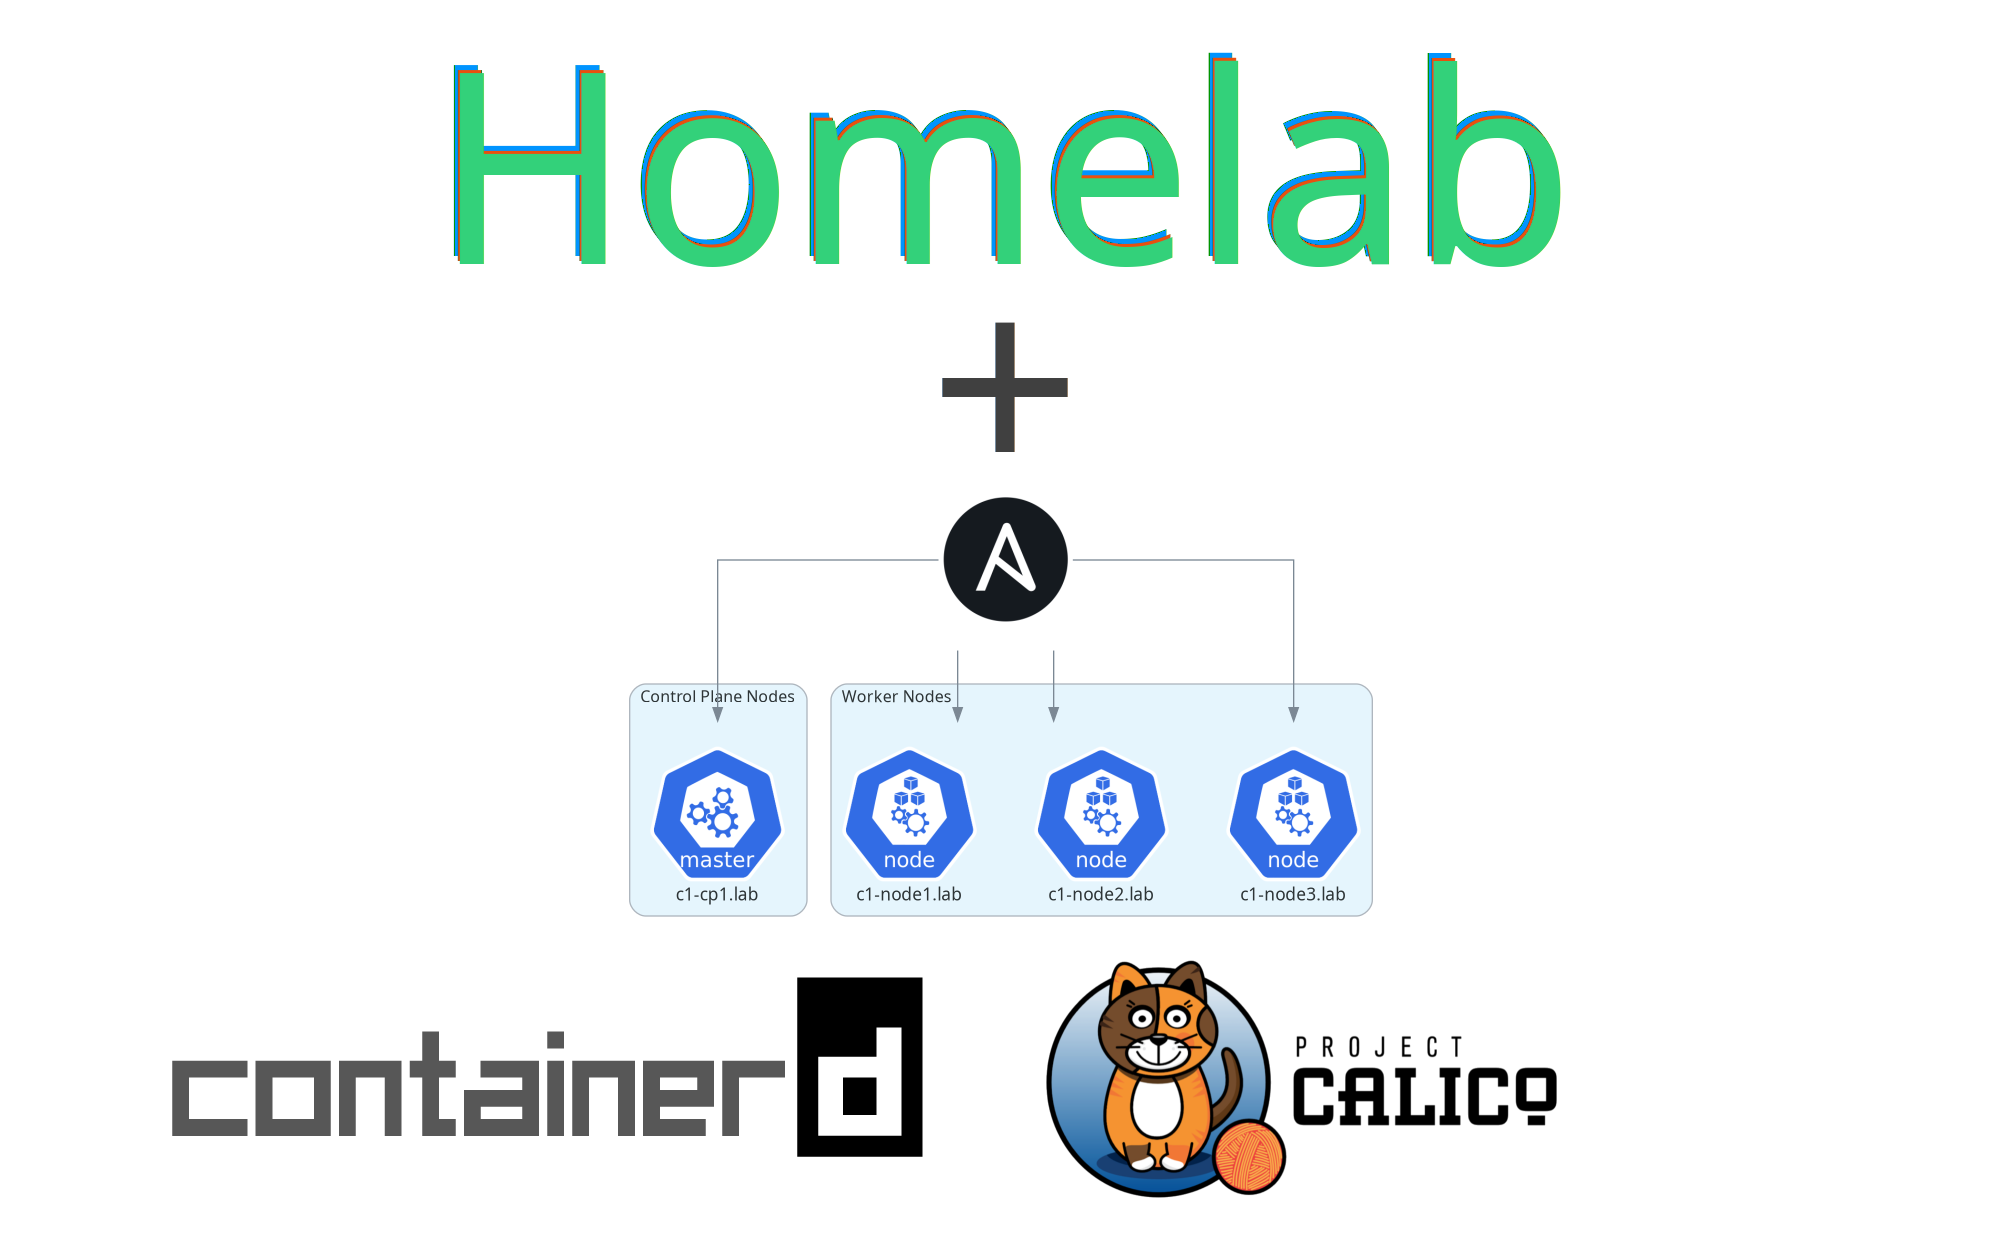 Homelab
+
Control Plane Nodes
Worker Nodes
master
node
node
node
c1-cp1.lab
c1-node1.lab
c1-node2.lab
c1-node3.lab
containerd
PROJECT
CALICO